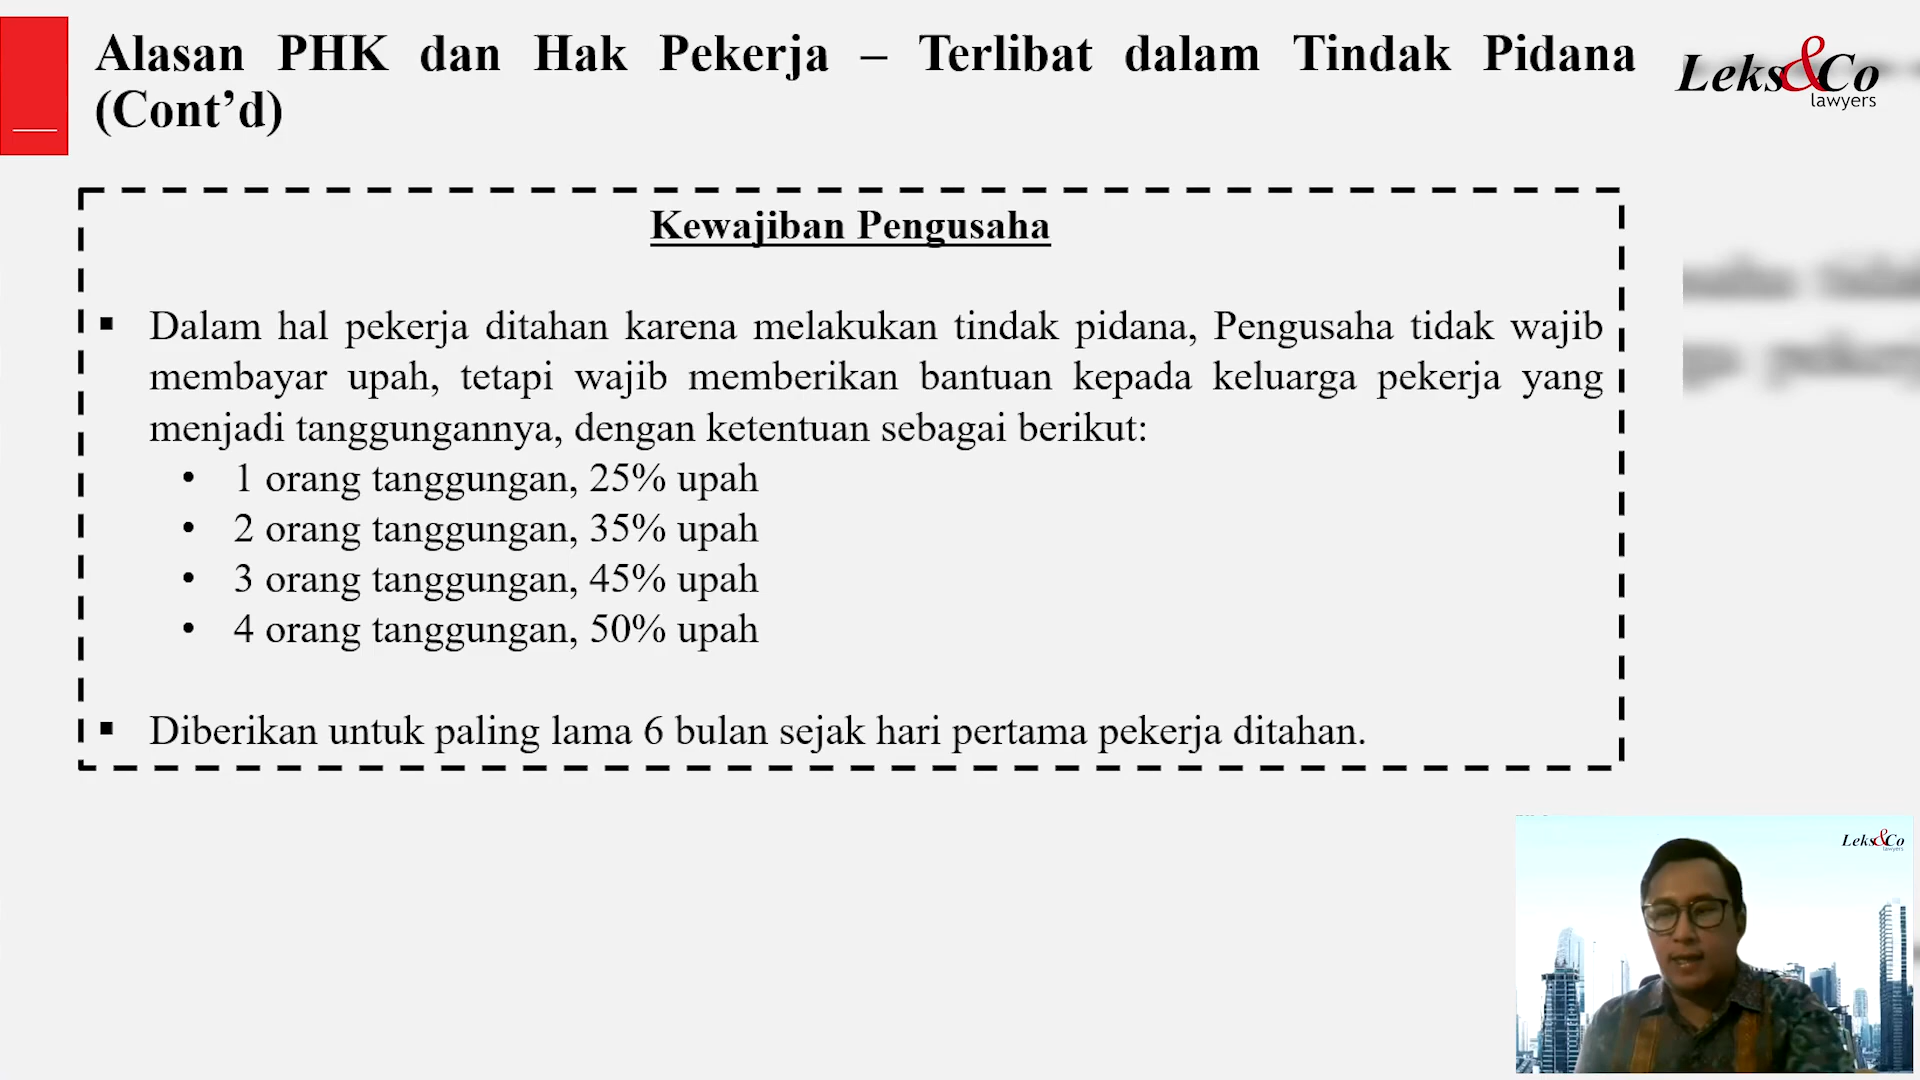 Alasan PHK dan Hak Pekerja – Terlibat dalam Tindak Pidana
(Cont’d)
Leks&Co
lawyers
Kewajiban Pengusaha
▪ Dalam hal pekerja ditahan karena melakukan tindak pidana, Pengusaha tidak wajib
membayar upah, tetapi wajib memberikan bantuan kepada keluarga pekerja yang
menjadi tanggungannya, dengan ketentuan sebagai berikut:
• 1 orang tanggungan, 25% upah
• 2 orang tanggungan, 35% upah
• 3 orang tanggungan, 45% upah
• 4 orang tanggungan, 50% upah
▪ Diberikan untuk paling lama 6 bulan sejak hari pertama pekerja ditahan.
Leks&Co
lawyers